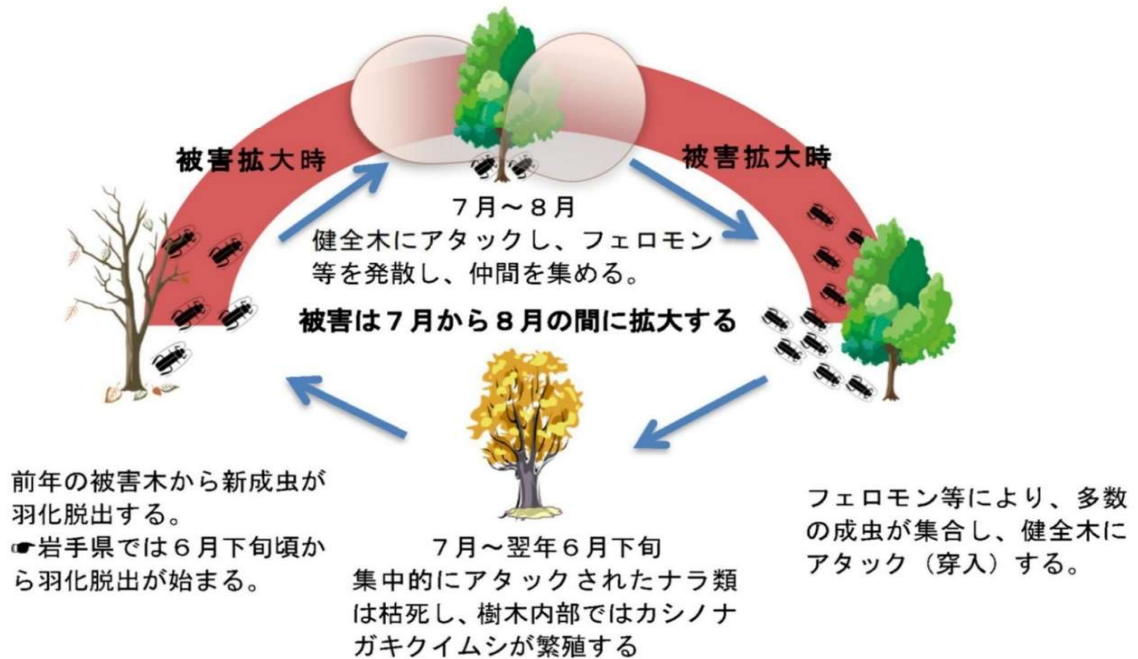 被害拡大時
被害拡大時
7月~8月
健全木にアタックし、フェロモン
等を発散し、仲間を集める。
被害は7月から8月の間に拡大する
前年の被害木から新成虫が
羽化脱出する。
☛岩手県では6月下旬頃か
ら羽化脱出が始まる。
7月~翌年6月下旬
集中的にアタックされたナラ類
は枯死し、樹木内部ではカシノナ
ガキクイムシが繁殖する
フェロモン等により、多数
の成虫が集合し、健全木に
アタック(穿入)する。